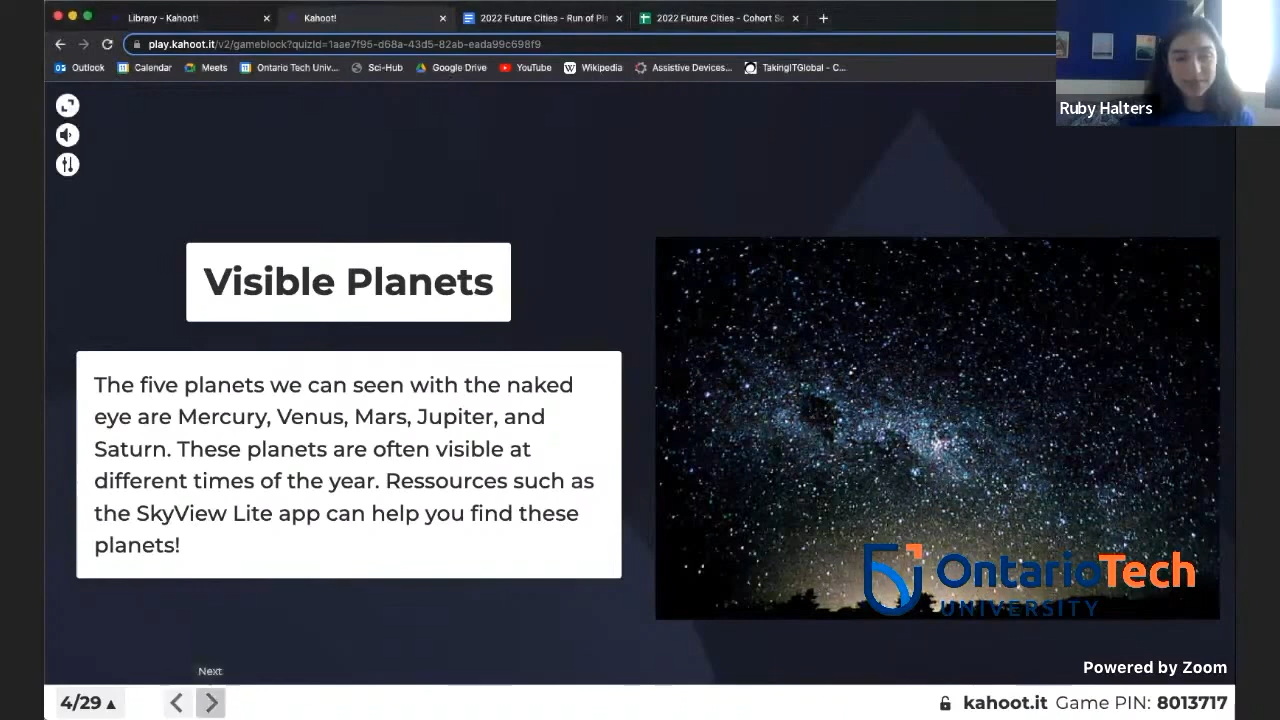 Library - Kahoot!
Kahoot!
2022 Future Cities - Run of Pla
2022 Future Cities - Cohort Sc
play.kahoot.it/v2/gameblock?quizId=1aae7f95-d68a-43d5-82ab-eada99c698f9
Outlook
Calendar
Meets
Ontario Tech Univ...
Sci-Hub
Google Drive
YouTube
Wikipedia
Assistive Devices...
TakingITGlobal - C...
Ruby Halters
Visible Planets
The five planets we can seen with the naked
eye are Mercury, Venus, Mars, Jupiter, and
Saturn. These planets are often visible at
different times of the year. Ressources such as
the SkyView Lite app can help you find these
planets!
OntarioTech
UNIVERSITY
Powered by Zoom
Next
4/29
kahoot.it Game PIN: 8013717